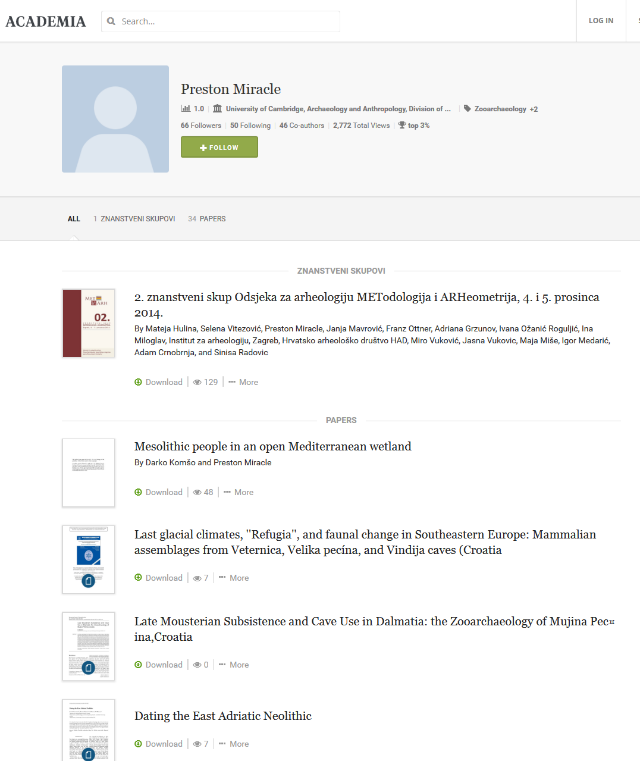 ACADEMIA
Search...
LOG IN
Preston Miracle
1.0 | University of Cambridge, Archaeology and Anthropology, Division of ... | Zooarchaeology +2
66 Followers | 50 Following | 46 Co-authors | 2,772 Total Views | top 3%
FOLLOW
ALL 1 ZNANSTVENI SKUPOVI 34 PAPERS
ZNANSTVENI SKUPOVI
02.
2. znanstveni skup Odsjeka za arheologiju METodologija i ARHeometrija, 4. i 5. prosinca
2014.
By Mateja Hulina, Selena Vitezović, Preston Miracle, Janja Mavrović, Franz Ottner, Adriana Grzunov, Ivana Ožanić Roguljić, Ina
Miloglav, Institut za arheologiju, Zagreb, Hrvatsko arheološko društvo HAD, Miro Vuković, Jasna Vukovic, Maja Miše, Igor Medarić,
Adam Crnobrnja, and Sinisa Radovic
Download | 129 | More
PAPERS
Mesolithic people in an open Mediterranean wetland
By Darko Komšo and Preston Miracle
Download | 48 | More
Last glacial climates, "Refugia", and faunal change in Southeastern Europe: Mammalian
assemblages from Veternica, Velika pecína, and Vindija caves (Croatia
Download | 7 | More
Late Mousterian Subsistence and Cave Use in Dalmatia: the Zooarchaeology of Mujina Pec¤
ina,Croatia
Download | 0 | More
Dating the East Adriatic Neolithic
Download | 7 | More